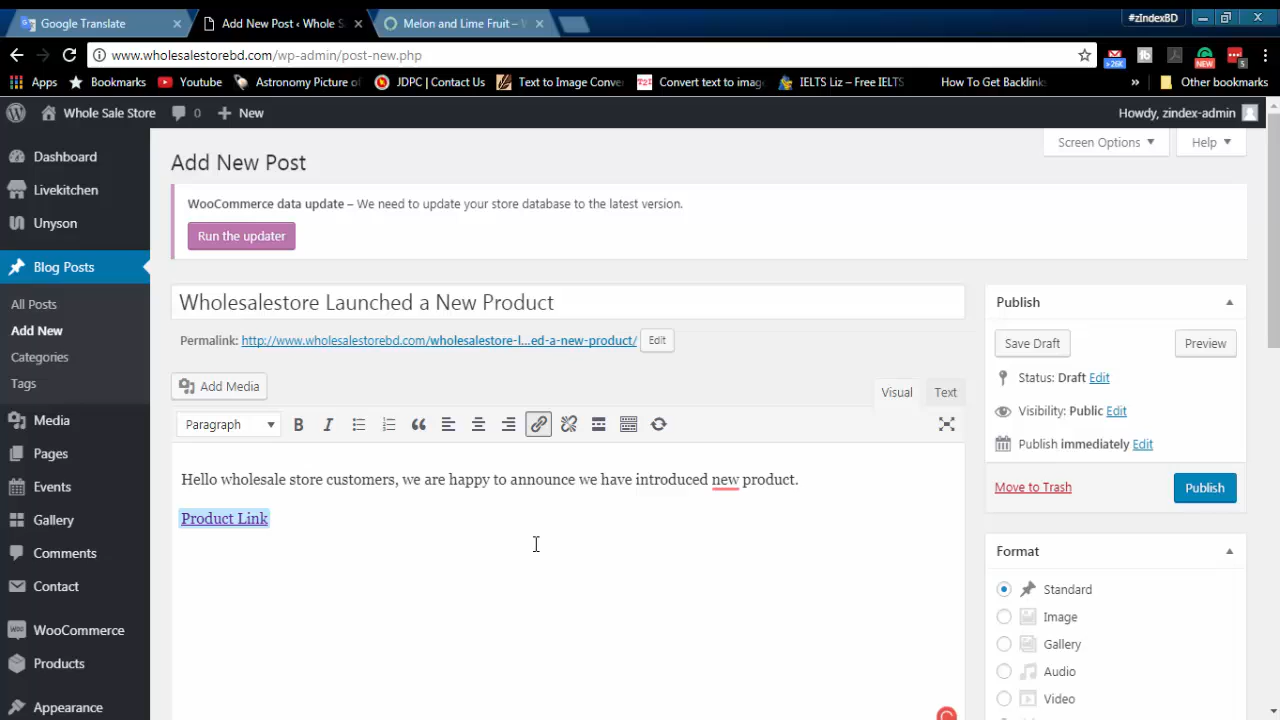 Google Translate
Add New Post ‹ Whole S
Melon and Lime Fruit –
#zIndexBD
www.wholesalestorebd.com/wp-admin/post-new.php
>26K
NEW
5
Apps
Bookmarks
Youtube
Astronomy Picture of
JDPC | Contact Us
Text to Image Conver
Convert text to imag
IELTS Liz – Free IELTS
How To Get Backlinks
»
Other bookmarks
Whole Sale Store
0
New
Howdy, zindex-admin
Dashboard
Livekitchen
Unyson
Blog Posts
All Posts
Add New
Categories
Tags
Media
Pages
Events
Gallery
Comments
Contact
WooCommerce
Products
Appearance
Screen Options
Help
Add New Post
WooCommerce data update – We need to update your store database to the latest version.
Run the updater
Wholesalestore Launched a New Product
Permalink: http://www.wholesalestorebd.com/wholesalestore-l...ed-a-new-product/ Edit
Add Media
Visual
Text
Paragraph
B
I
Hello wholesale store customers, we are happy to announce we have introduced new product.
Product Link
Publish
Save Draft
Preview
Status: Draft Edit
Visibility: Public Edit
Publish immediately Edit
Move to Trash
Publish
Format
Standard
Image
Gallery
Audio
Video